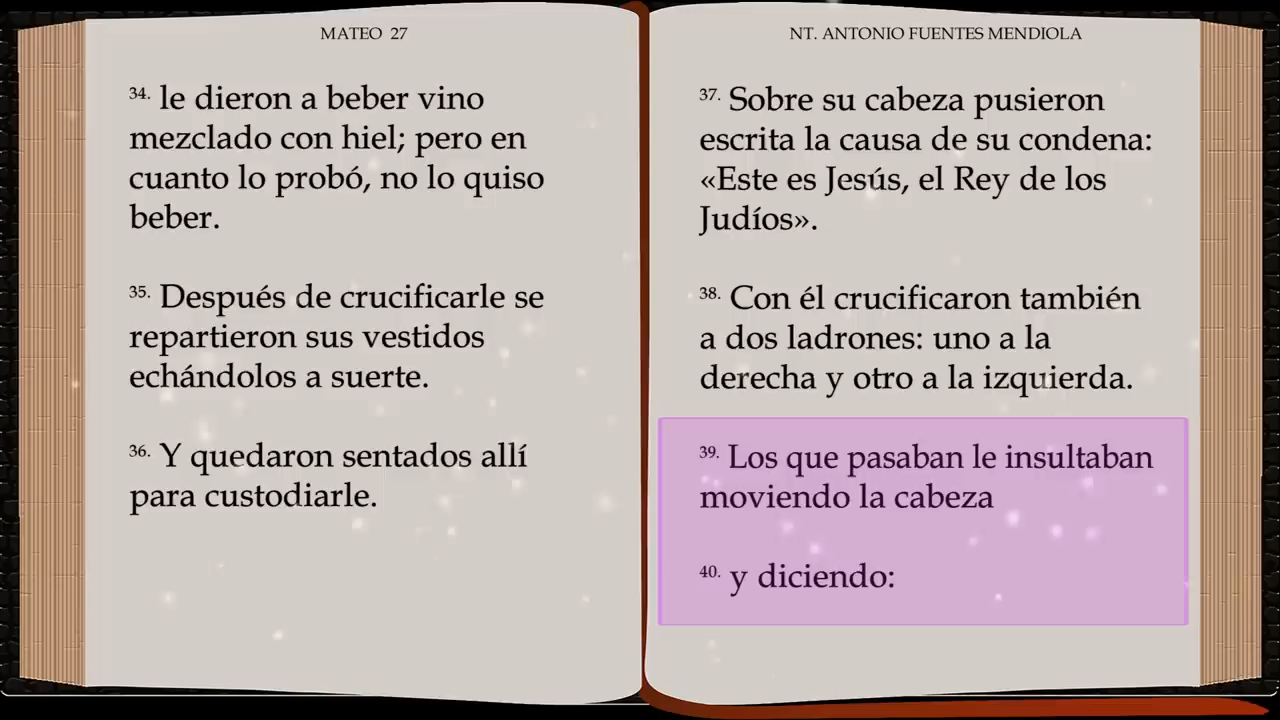 MATEO 27
34. le dieron a beber vino
mezclado con hiel; pero en
cuanto lo probó, no lo quiso
beber.
35. Después de crucificarle se
repartieron sus vestidos
echándolos a suerte.
36. Y quedaron sentados allí
para custodiarle.
NT. ANTONIO FUENTES MENDIOLA
37. Sobre su cabeza pusieron
escrita la causa de su condena:
«Este es Jesús, el Rey de los
Judíos».
38. Con él crucificaron también
a dos ladrones: uno a la
derecha y otro a la izquierda.
39. Los que pasaban le insultaban
moviendo la cabeza
40. y diciendo: